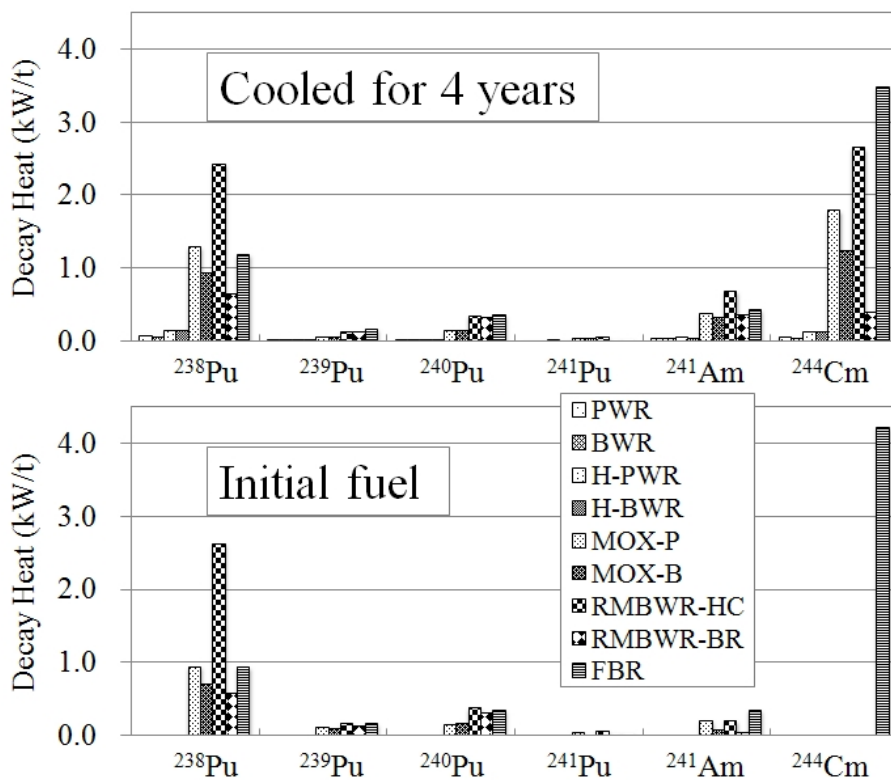 4.0
Cooled for 4 years
3.0
2.0
1.0
0.0
Decay Heat (kW/t)
²³⁸Pu ²³⁹Pu ²⁴⁰Pu ²⁴¹Pu ²⁴¹Am ²⁴⁴Cm
4.0
Initial fuel
3.0
2.0
1.0
0.0
Decay Heat (kW/t)
PWR
BWR
H-PWR
H-BWR
MOX-P
MOX-B
RMBWR-HC
RMBWR-BR
FBR
²³⁸Pu ²³⁹Pu ²⁴⁰Pu ²⁴¹Pu ²⁴¹Am ²⁴⁴Cm